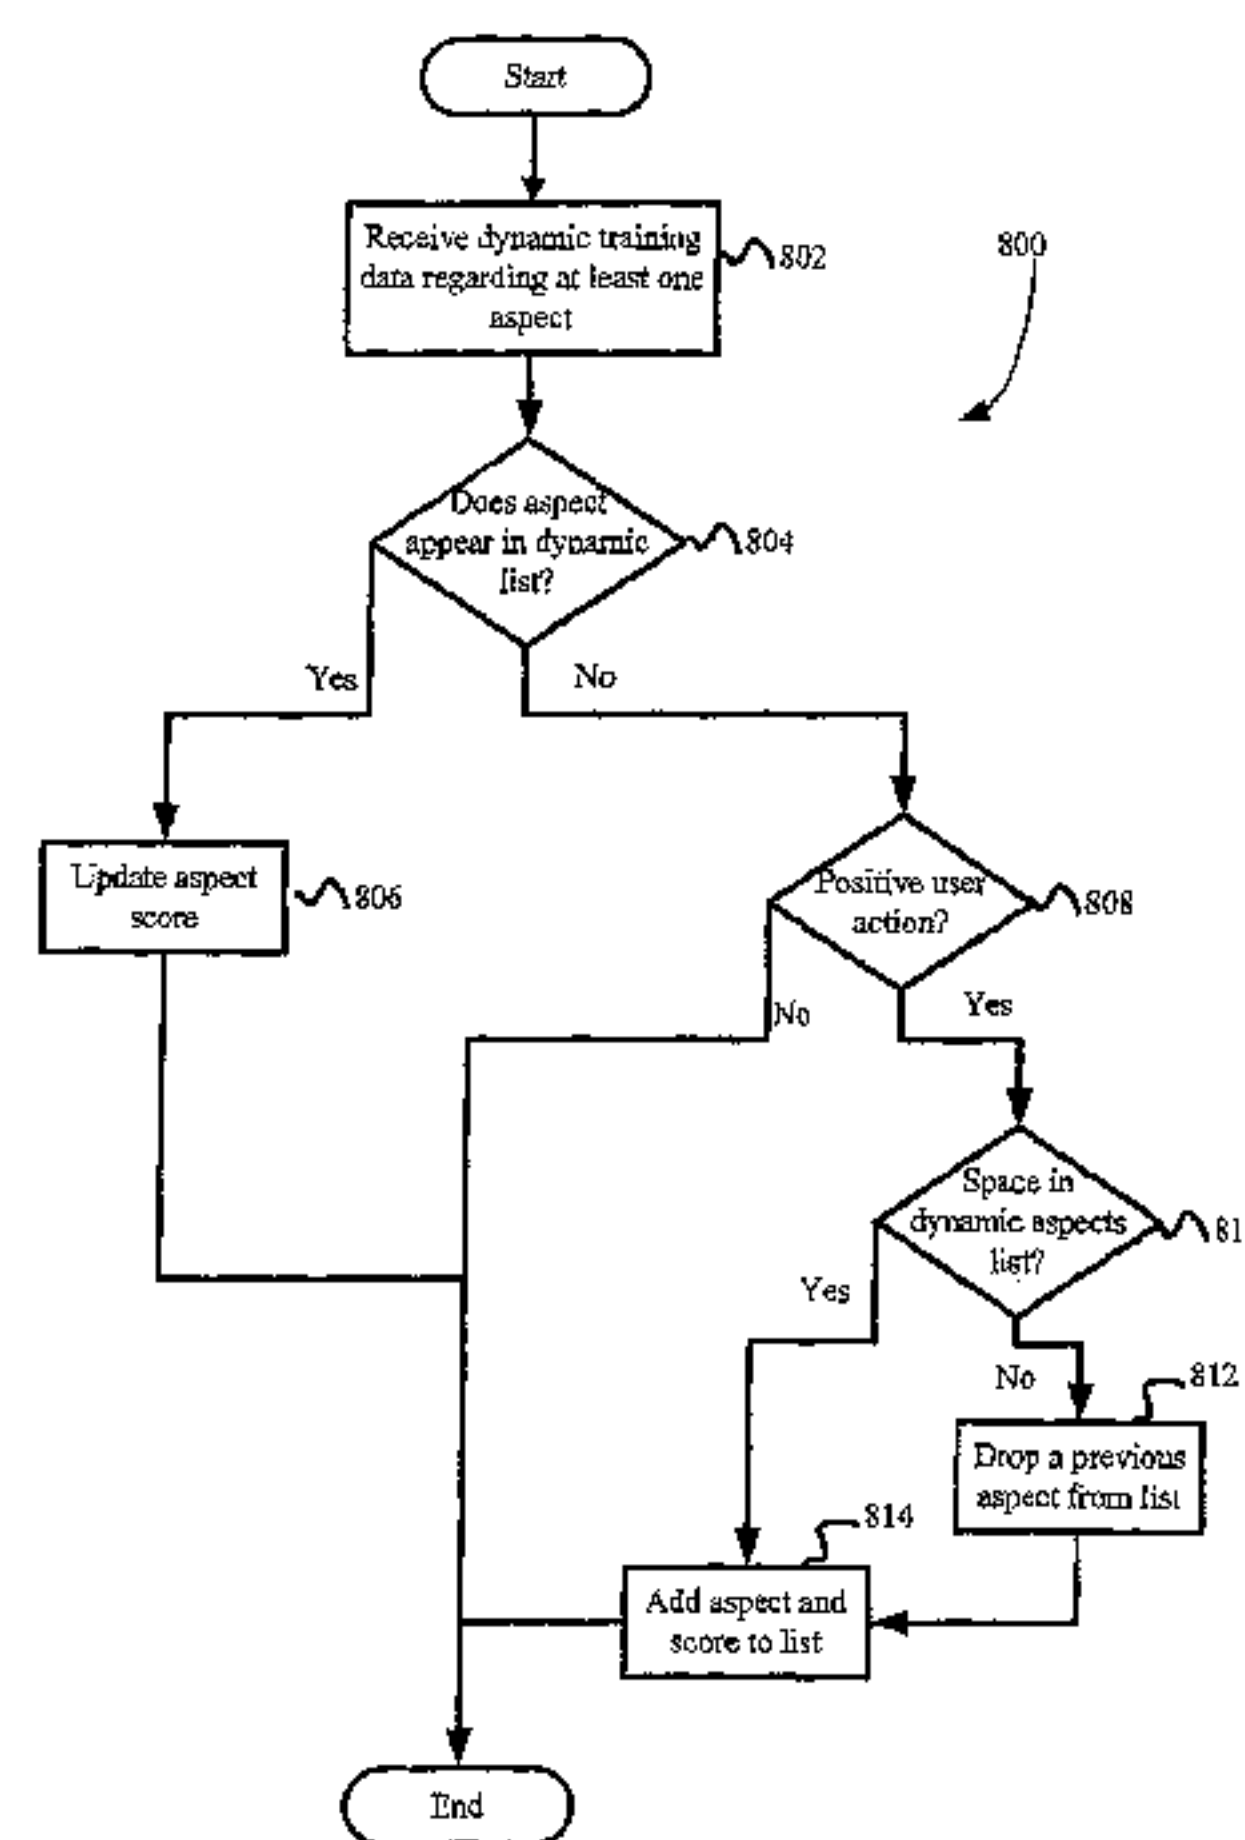 Start
Receive dynamic training
data regarding at least one
aspect
802
800
Does aspect
appear in dynamic
list?
804
Yes
No
Update aspect
score
806
Positive user
action?
808
No
Yes
Space in
dynamic aspects
list?
81
Yes
No
812
Drop a previous
aspect from list
814
Add aspect and
score to list
End